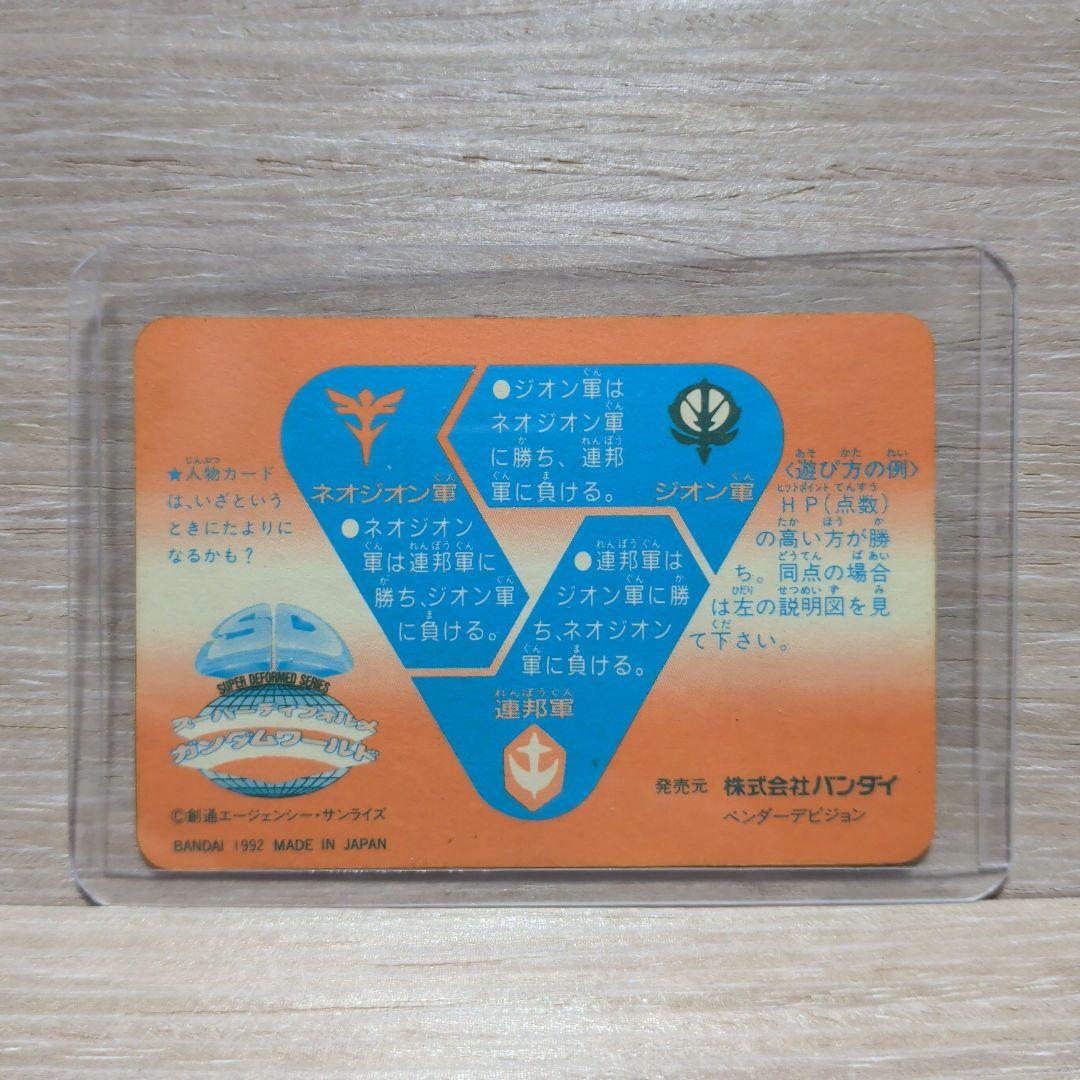 ●ジオン軍は
ネオジオン軍
に勝ち、連邦
軍に負ける。
ネオジオン軍
●ネオジオン
軍は連邦軍に
勝ち、ジオン軍
に負ける。
ジオン軍
●連邦軍は
ジオン軍に勝
ち、ネオジオン
軍に負ける。
連邦軍
★人物カード
は、いざという
ときにたよりに
なるかも？
〈遊び方の例〉
HP(点数)
の高い方が勝
ち。同点の場合
は左の説明図を見
て下さい。
SD
SUPER DEFORMED SERIES
スーパーディフォルメ
ガンダムワールド
©創通エージェンシー・サンライズ
BANDAI 1992 MADE IN JAPAN
発売元 株式会社バンダイ
ベンダーデビジョン